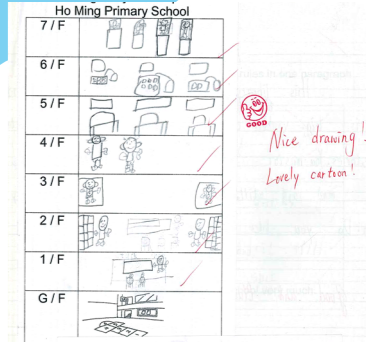 Ho Ming Primary School
7 / F
6 / F
5 / F
4 / F
3 / F
2 / F
1 / F
G / F
GOOD
Nice drawing!
Lovely cartoon!